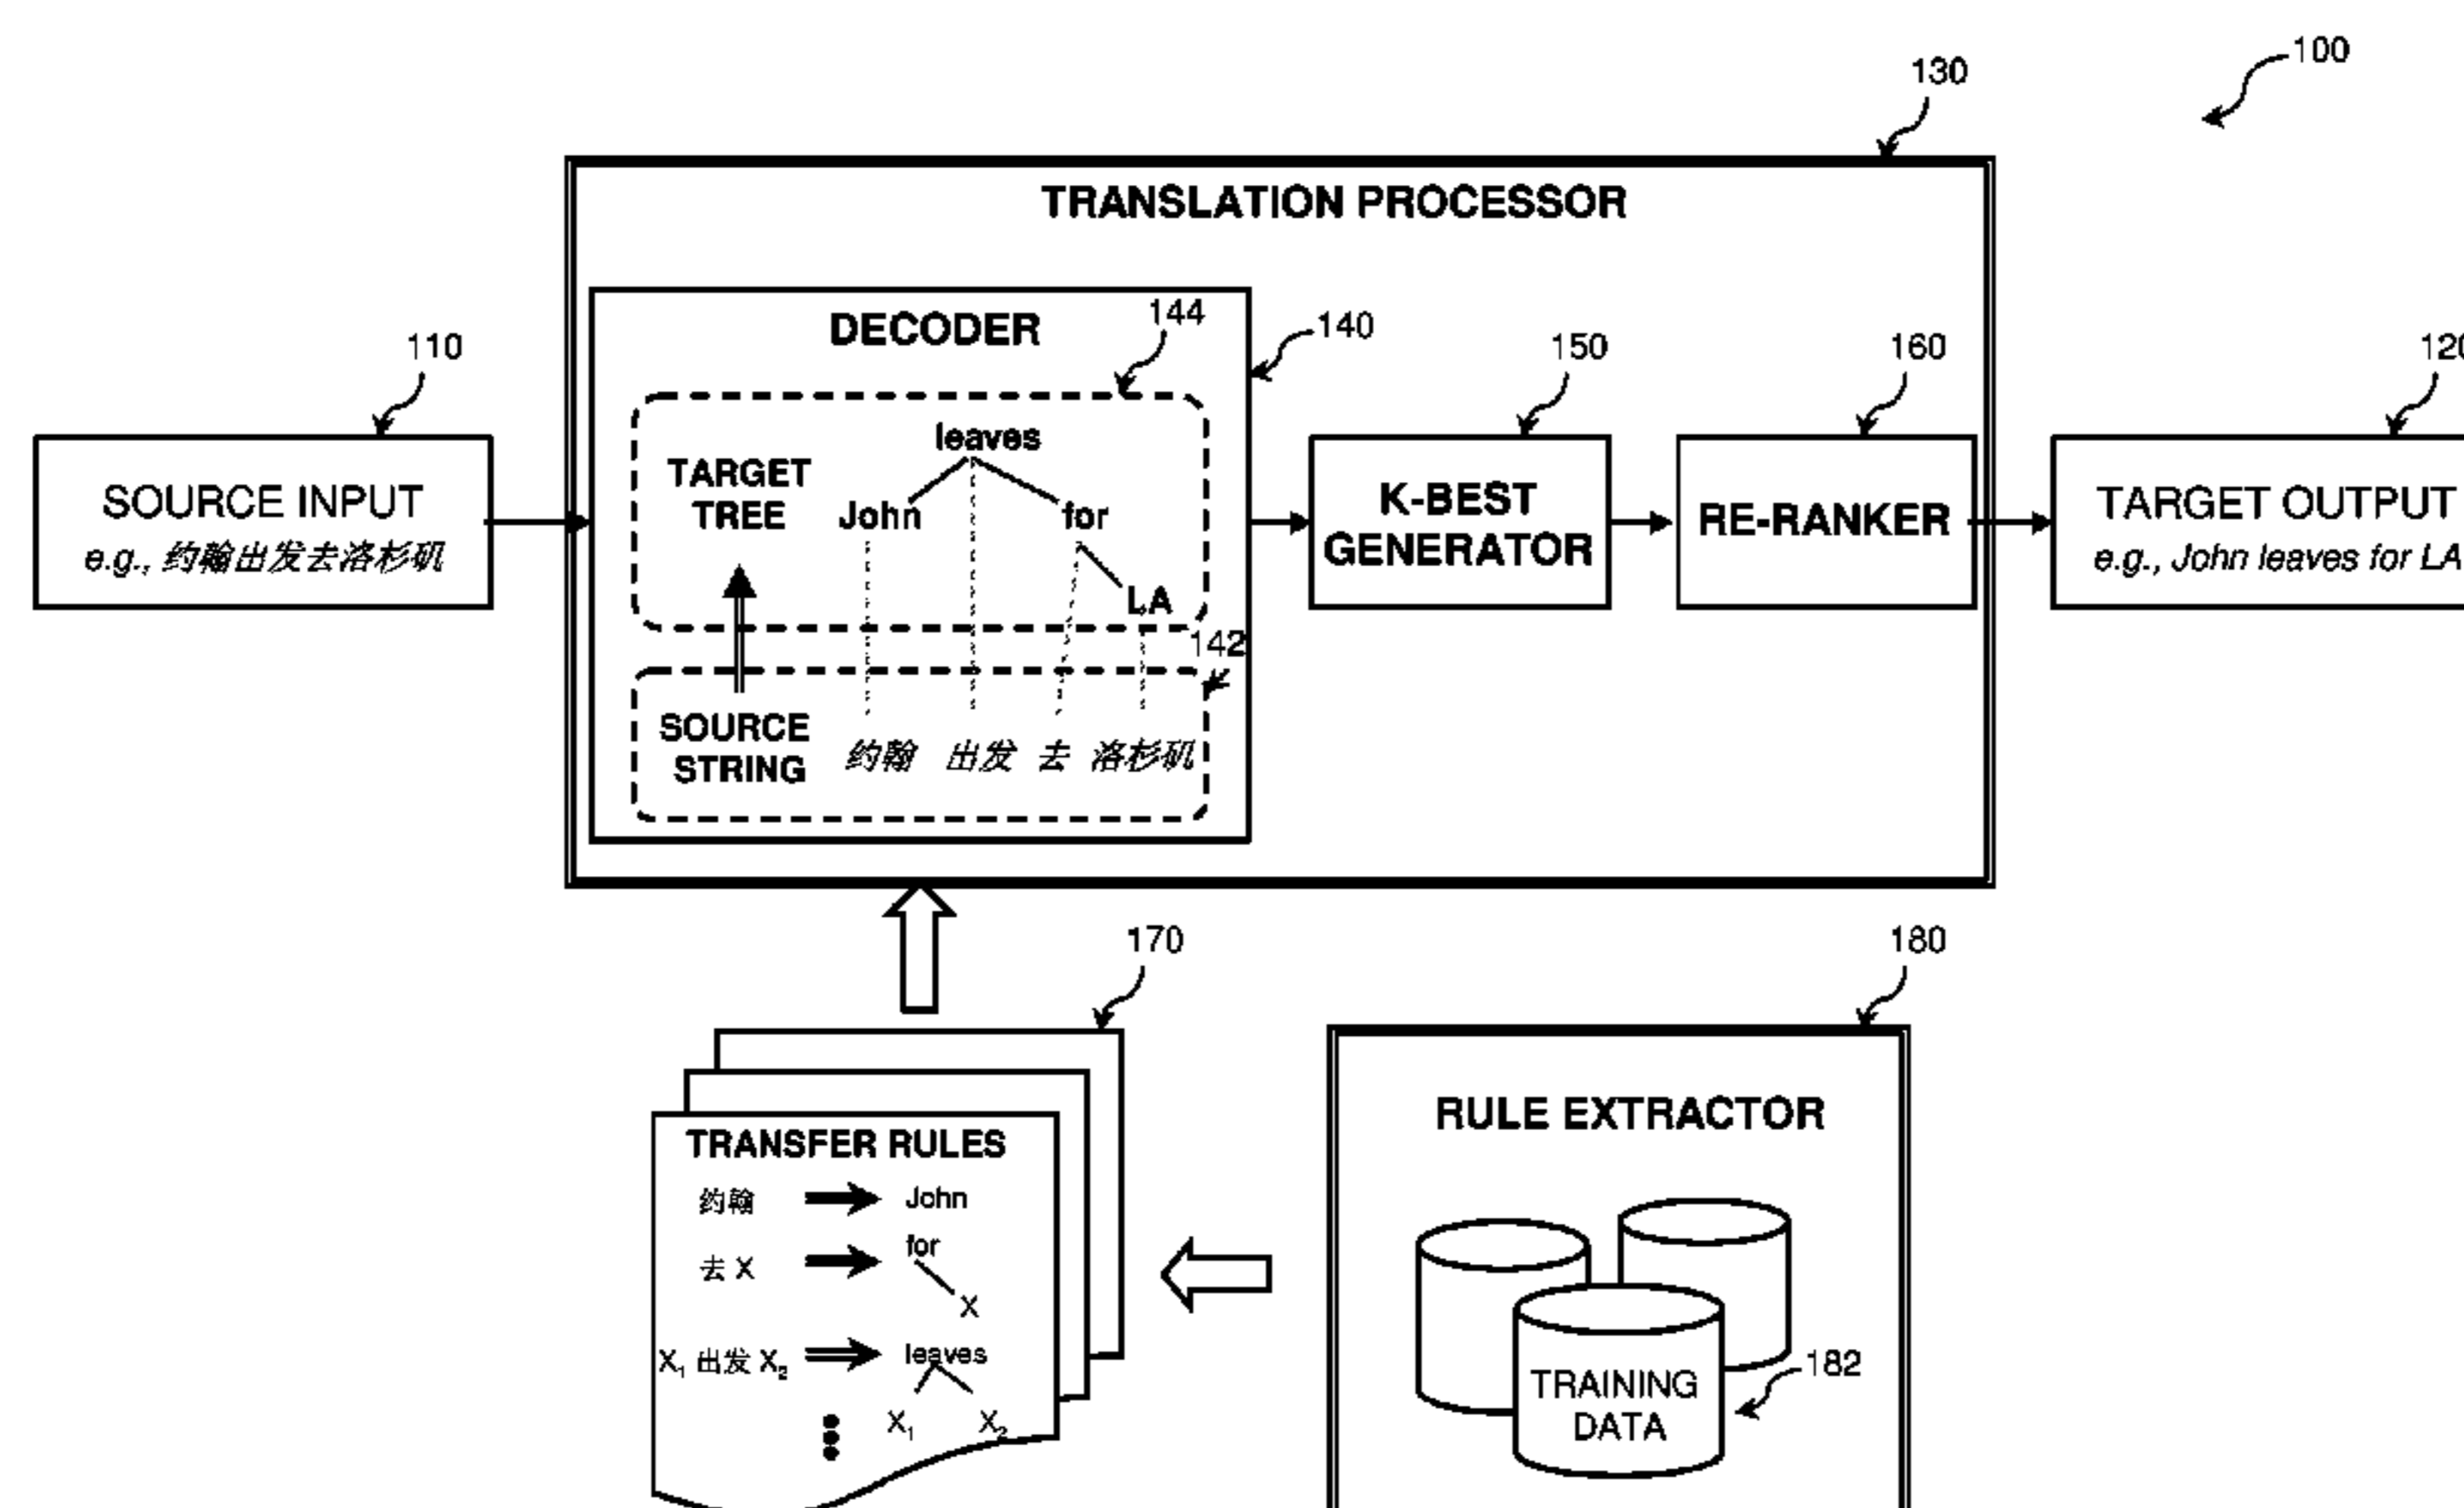 100
130
TRANSLATION PROCESSOR
DECODER
144
140
110
150
160
120
SOURCE INPUT
e.g., 约翰出发去洛杉矶
TARGET
TREE
leaves
John
for
LA
K-BEST
GENERATOR
RE-RANKER
TARGET OUTPUT
e.g., John leaves for LA
142
SOURCE
STRING
约翰 出发 去 洛杉矶
170
180
TRANSFER RULES
约翰 John
去 X for
X
X₁ 出发 X₂ leaves
X₁ X₂
RULE EXTRACTOR
TRAINING
DATA
182